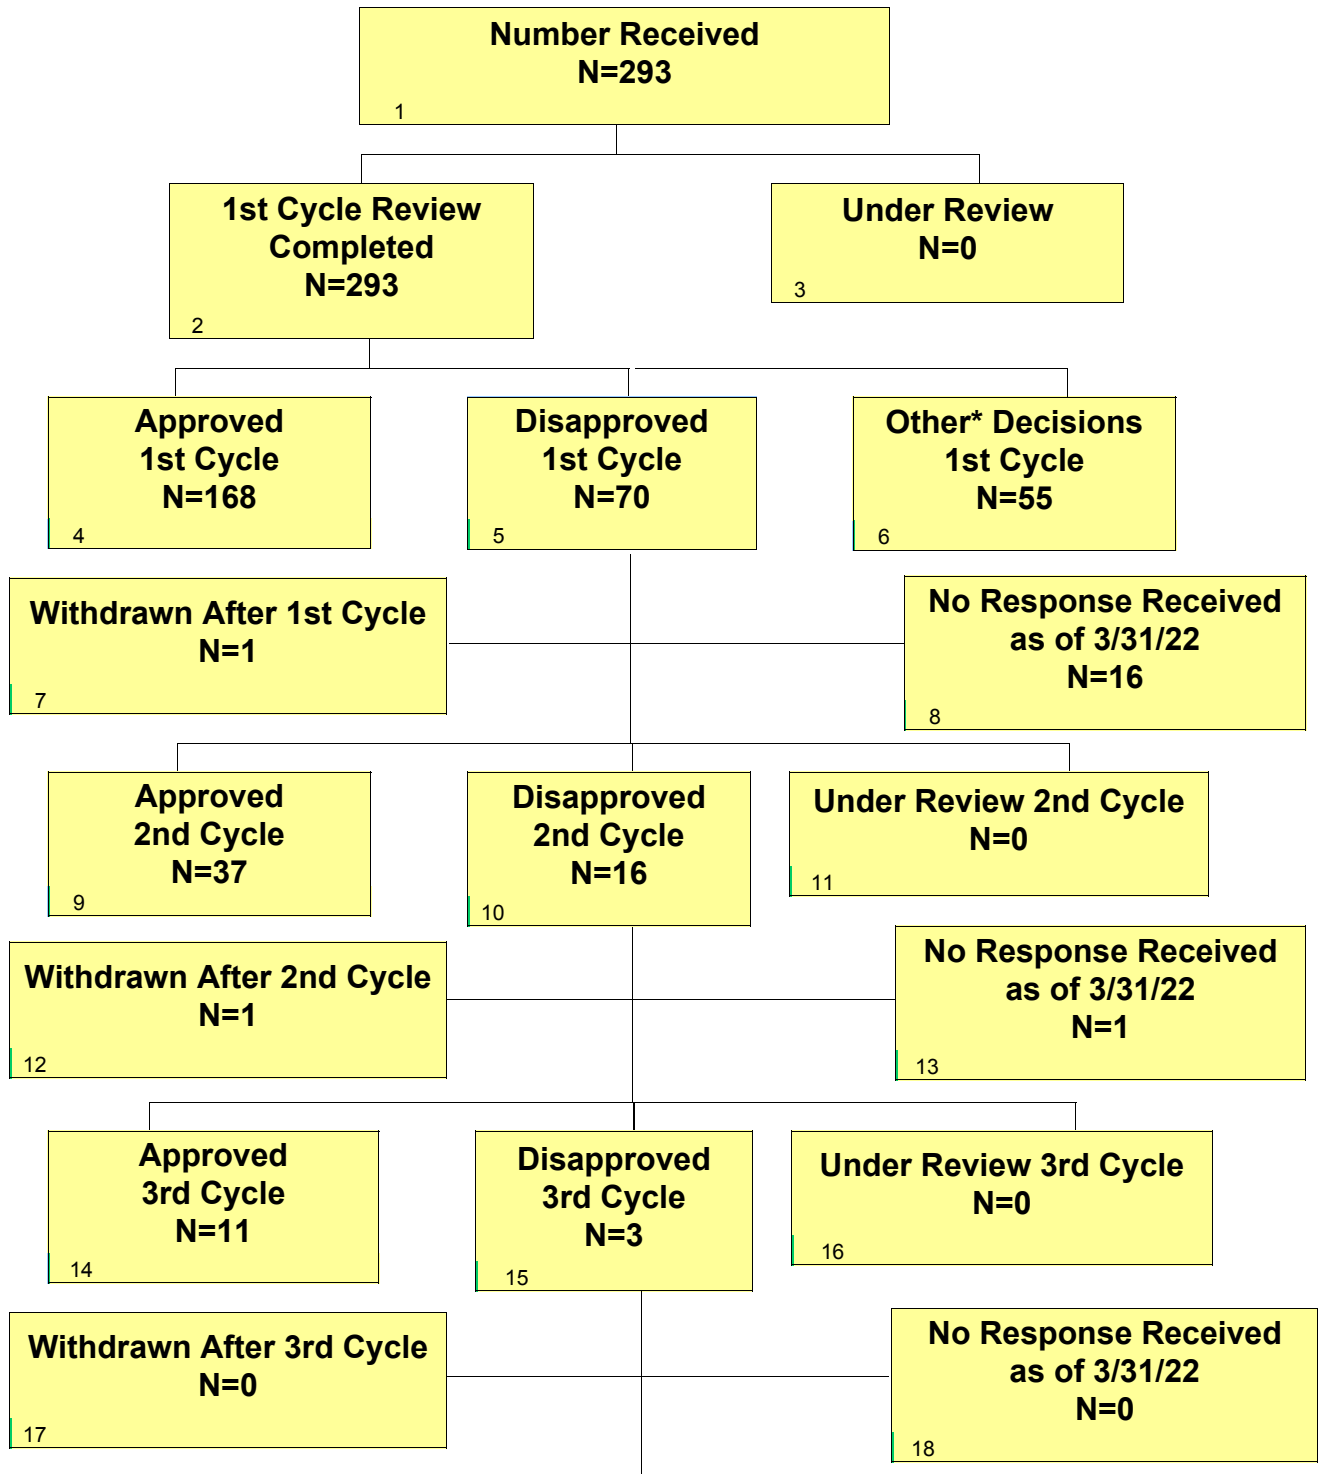 Number Received
N=293
1
1st Cycle Review
Completed
N=293
2
Under Review
N=0
3
Approved
1st Cycle
N=168
4
Disapproved
1st Cycle
N=70
5
Other* Decisions
1st Cycle
N=55
6
Withdrawn After 1st Cycle
N=1
7
No Response Received
as of 3/31/22
N=16
8
Approved
2nd Cycle
N=37
9
Disapproved
2nd Cycle
N=16
10
Under Review 2nd Cycle
N=0
11
Withdrawn After 2nd Cycle
N=1
12
No Response Received
as of 3/31/22
N=1
13
Approved
3rd Cycle
N=11
14
Disapproved
3rd Cycle
N=3
15
Under Review 3rd Cycle
N=0
16
Withdrawn After 3rd Cycle
N=0
17
No Response Received
as of 3/31/22
N=0
18